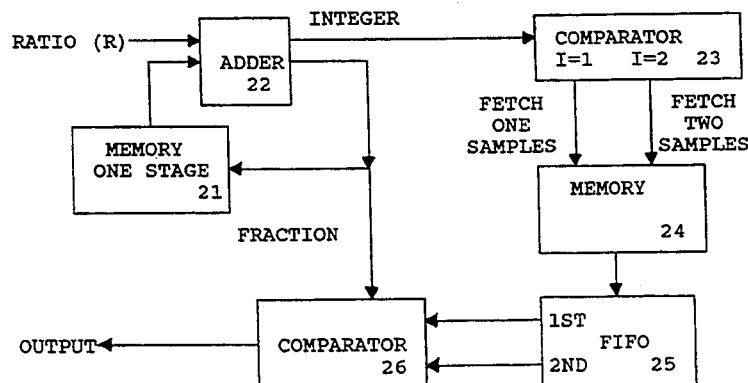 INTEGER
RATIO (R)
ADDER
22
COMPARATOR
I=1 I=2 23
FETCH
ONE
SAMPLES
FETCH
TWO
SAMPLES
MEMORY
ONE STAGE
21
MEMORY
24
FRACTION
1ST
FIFO
2ND 25
COMPARATOR
26
OUTPUT